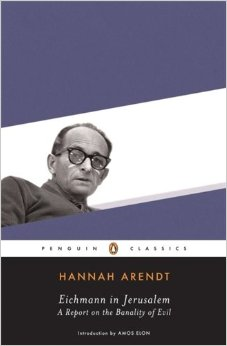 PENGUIN CLASSICS
HANNAH ARENDT
Eichmann in Jerusalem
A Report on the Banality of Evil
Introduction by AMOS ELON